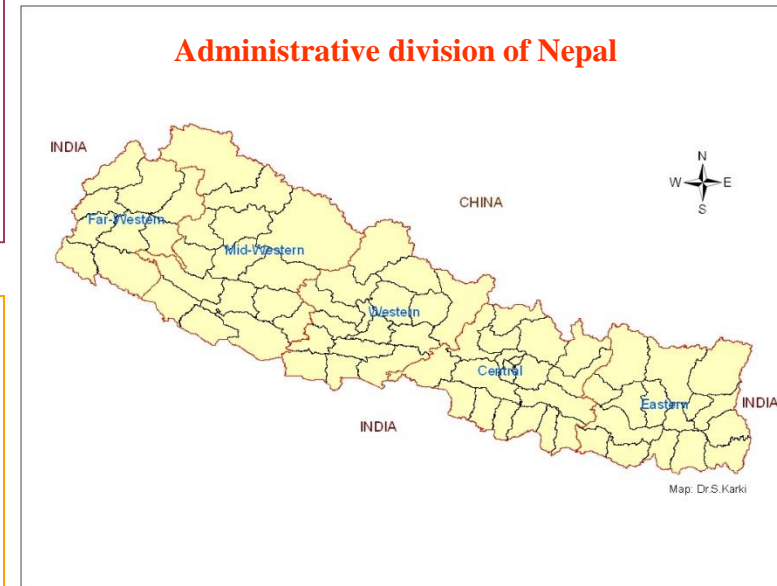 Administrative division of Nepal
INDIA
N
W E
S
CHINA
Far-Western
Mid-Western
Western
Central
Eastern
INDIA
INDIA
Map: Dr.S.Karki